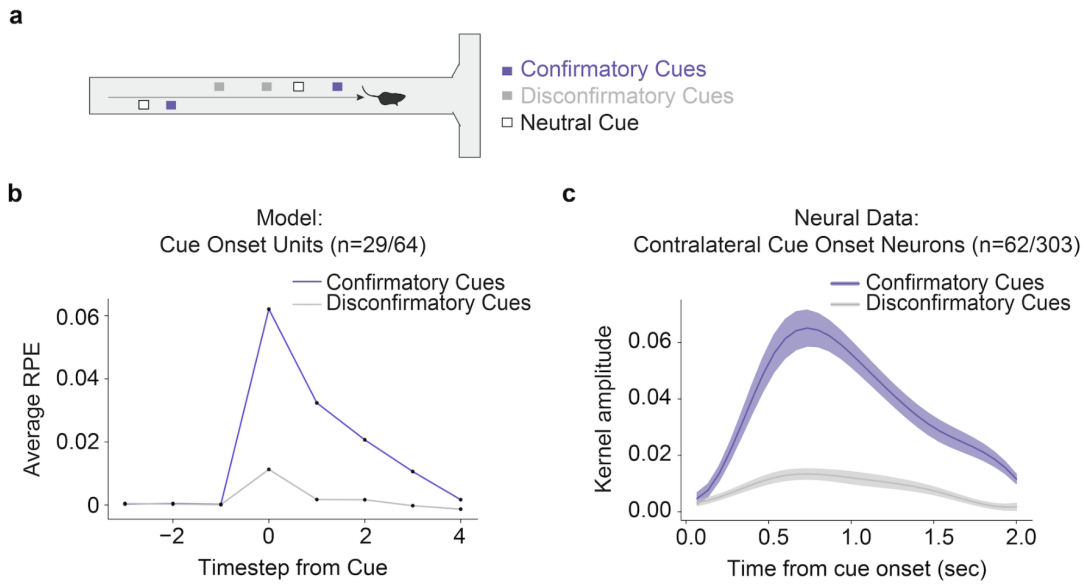 a
Confirmatory Cues
Disconfirmatory Cues
Neutral Cue
b
Model:
Cue Onset Units (n=29/64)
Confirmatory Cues
Disconfirmatory Cues
Average RPE
0.06
0.04
0.02
0
−2
0
2
4
Timestep from Cue
c
Neural Data:
Contralateral Cue Onset Neurons (n=62/303)
Confirmatory Cues
Disconfirmatory Cues
Kernel amplitude
0.06
0.04
0.02
0.00
0.0
0.5
1.0
1.5
2.0
Time from cue onset (sec)